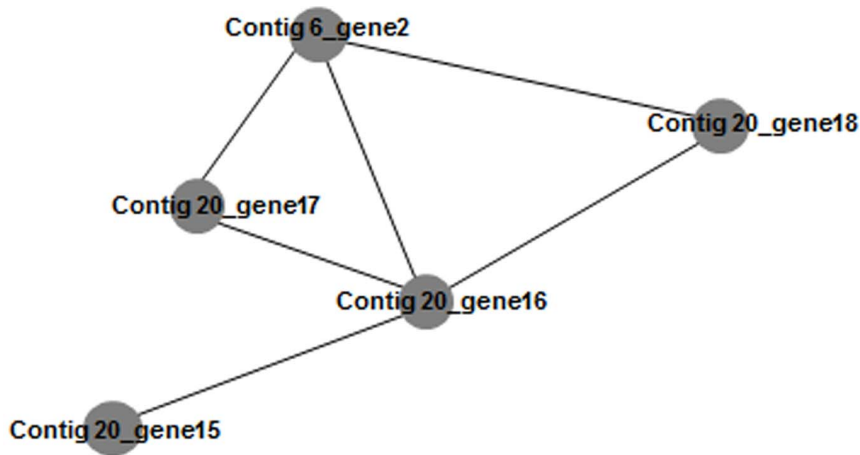 Contig 6_gene2
Contig 20_gene18
Contig 20_gene17
Contig 20_gene16
Contig 20_gene15